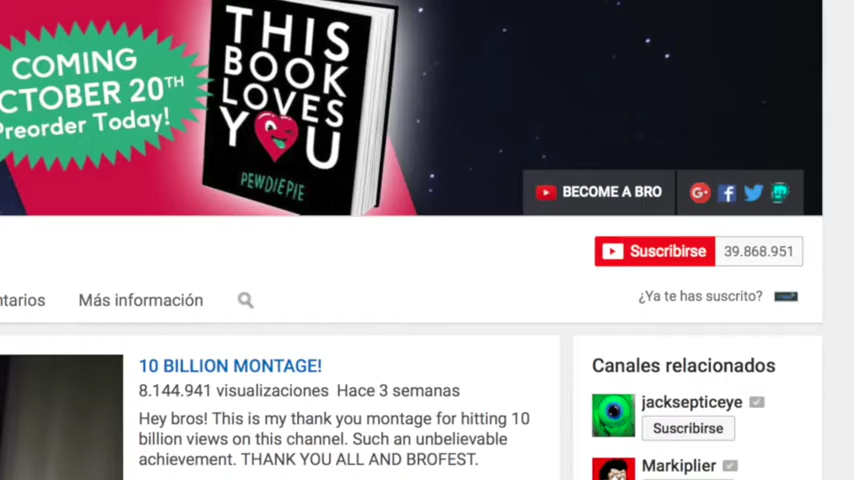 COMING
OCTOBER 20TH
Preorder Today!
THIS
BOOK
LOVES
YOU
PEWDIEPIE
BECOME A BRO
Suscribirse 39.868.951
ntarios Más información
¿Ya te has suscrito?
10 BILLION MONTAGE!
8.144.941 visualizaciones Hace 3 semanas
Hey bros! This is my thank you montage for hitting 10
billion views on this channel. Such an unbelievable
achievement. THANK YOU ALL AND BROFEST.
Canales relacionados
jacksepticeye
Suscribirse
Markiplier